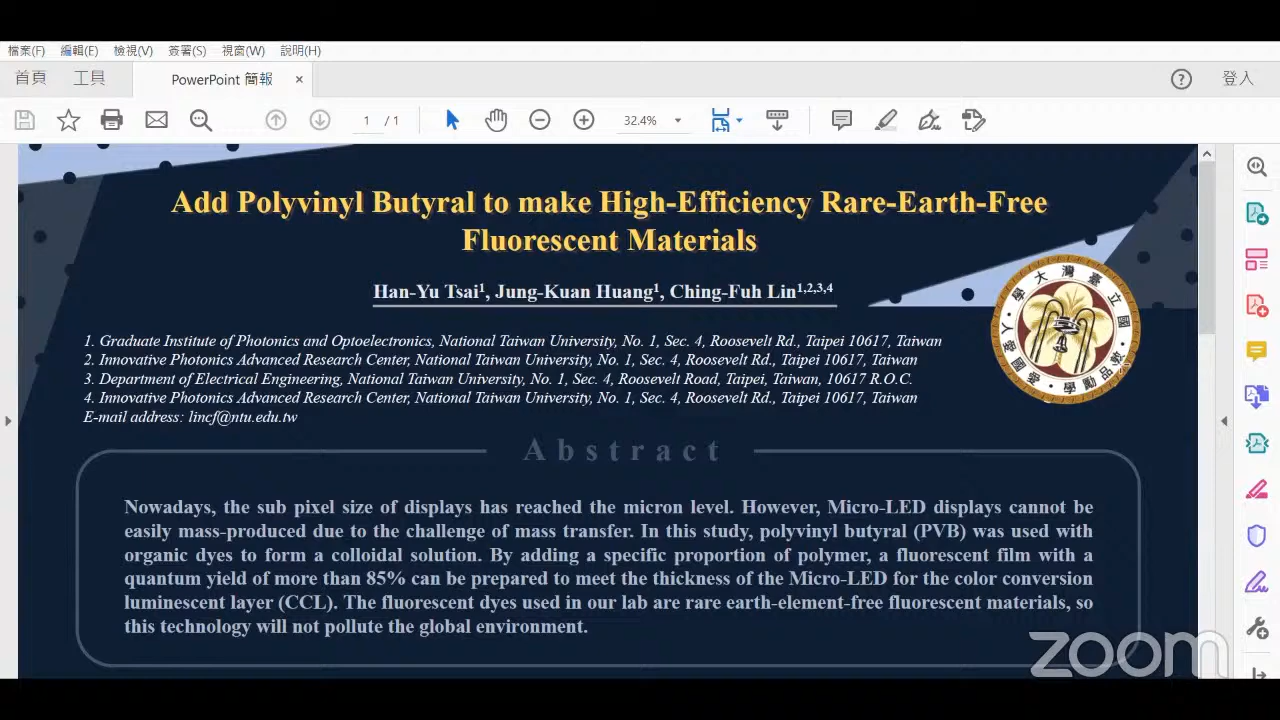 檔案(F) 編輯(E) 檢視(V) 簽署(S) 視窗(W) 說明(H)
首頁 工具 PowerPoint 簡報 × ? 登入
1 / 1 32.4%
Add Polyvinyl Butyral to make High-Efficiency Rare-Earth-Free
Fluorescent Materials
Han-Yu Tsai¹, Jung-Kuan Huang¹, Ching-Fuh Lin¹,²,³,⁴
1. Graduate Institute of Photonics and Optoelectronics, National Taiwan University, No. 1, Sec. 4, Roosevelt Rd., Taipei 10617, Taiwan
2. Innovative Photonics Advanced Research Center, National Taiwan University, No. 1, Sec. 4, Roosevelt Rd., Taipei 10617, Taiwan
3. Department of Electrical Engineering, National Taiwan University, No. 1, Sec. 4, Roosevelt Road, Taipei, Taiwan, 10617 R.O.C.
4. Innovative Photonics Advanced Research Center, National Taiwan University, No. 1, Sec. 4, Roosevelt Rd., Taipei 10617, Taiwan
E-mail address: lincf@ntu.edu.tw
Abstract
Nowadays, the sub pixel size of displays has reached the micron level. However, Micro-LED displays cannot be
easily mass-produced due to the challenge of mass transfer. In this study, polyvinyl butyral (PVB) was used with
organic dyes to form a colloidal solution. By adding a specific proportion of polymer, a fluorescent film with a
quantum yield of more than 85% can be prepared to meet the thickness of the Micro-LED for the color conversion
luminescent layer (CCL). The fluorescent dyes used in our lab are rare earth-element-free fluorescent materials, so
this technology will not pollute the global environment.
zoom